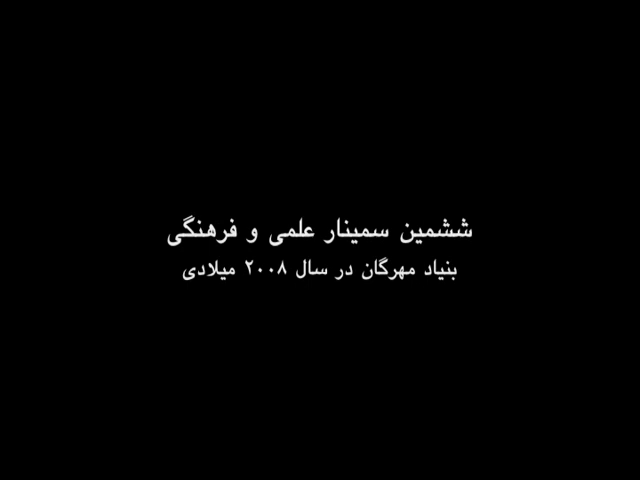 ششمین سمینار علمی و فرهنگی
بنیاد مهرگان در سال ۲۰۰۸ میلادی